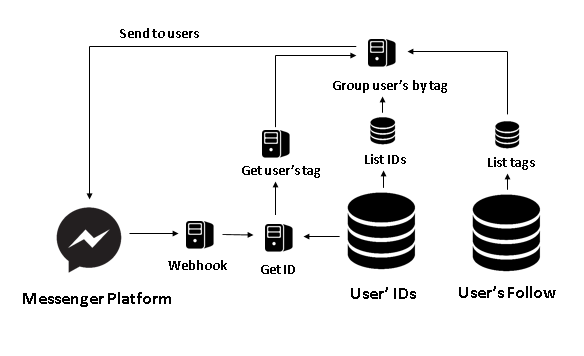 Send to users
Group user's by tag
Get user's tag
List IDs
List tags
Webhook
Get ID
Messenger Platform
User' IDs
User's Follow